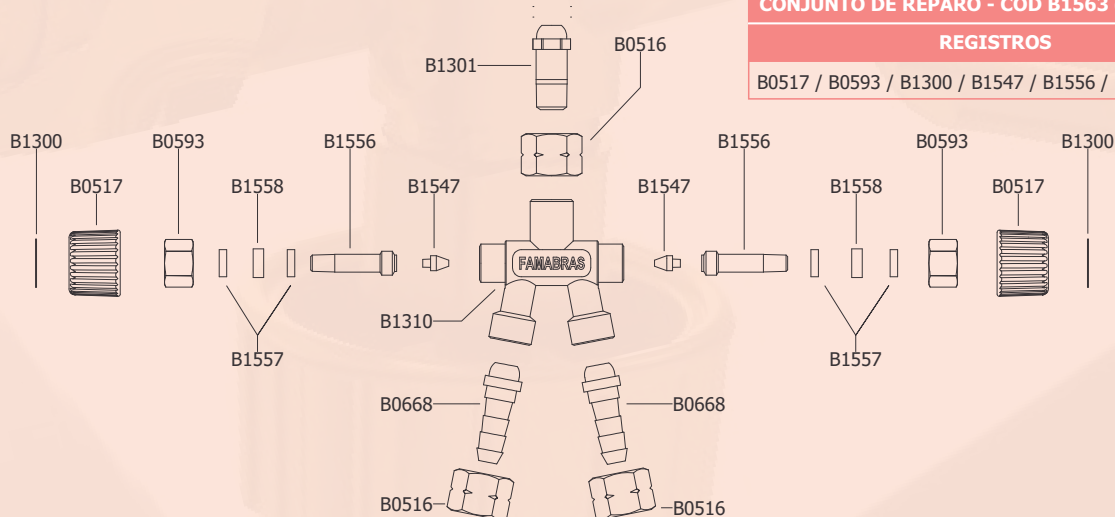 CONJUNTO DE REPARO - COD B1563
REGISTROS
B0517 / B0593 / B1300 / B1547 / B1556 /
B0516
B1301
B1300 B0593 B1556 B1556 B0593 B1300
B0517 B1558 B1547 B1547 B1558 B0517
FAMABRAS
B1310
B1557 B1557
B0668 B0668
B0516 B0516